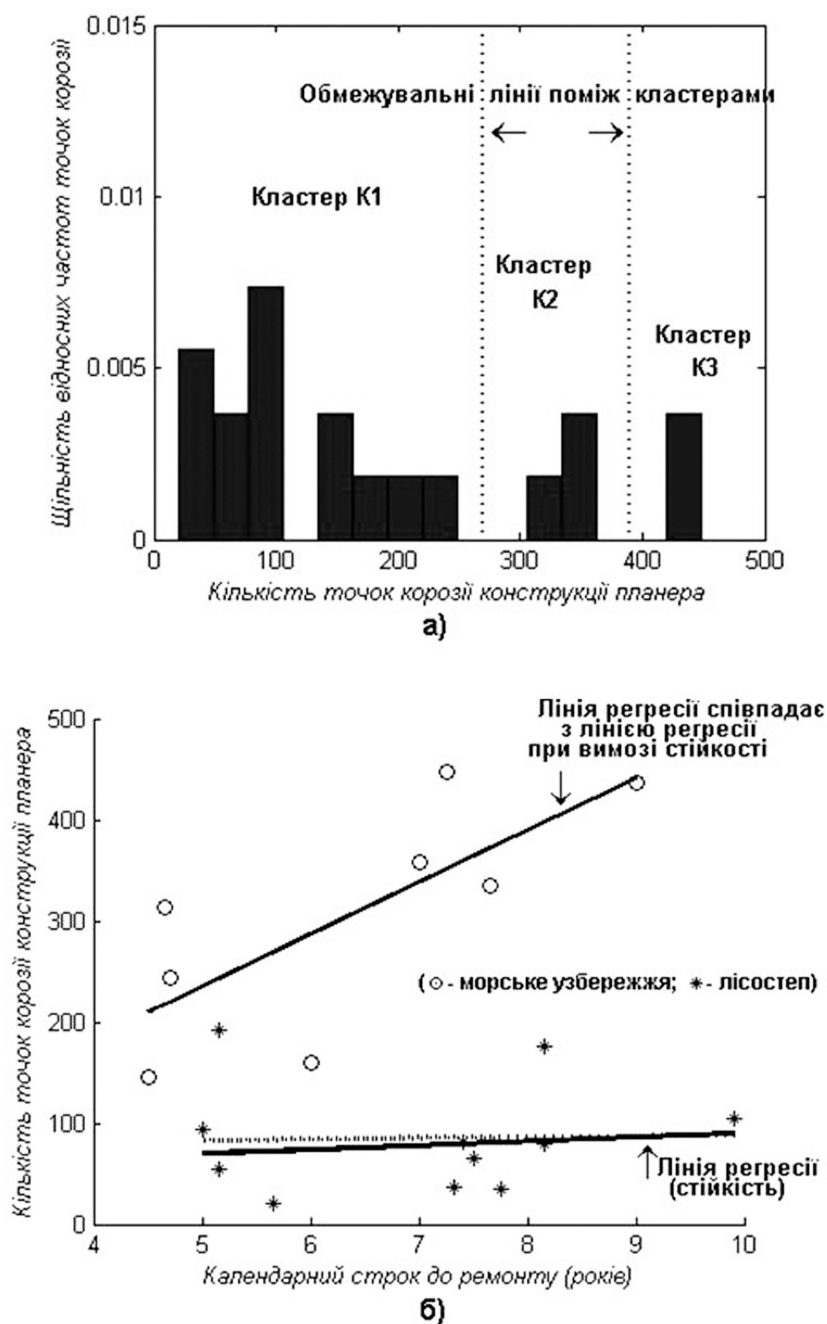 0.015
Обмежувальні лінії поміж кластерами
0.01
Кластер К1
Кластер
К2
Кластер
К3
0.005
0
0 100 200 300 400 500
Щільність відносних частот точок корозії
Кількість точок корозії конструкції планера
а)
500
Лінія регресії співпадає
з лінією регресії
при вимозі стійкості
400
300
(○- морське узбережжя; ✳- лісостеп)
200
100
Лінія регресії
(стійкість)
0
4 5 6 7 8 9 10
Кількість точок корозії конструкції планера
Календарний строк до ремонту (років)
б)